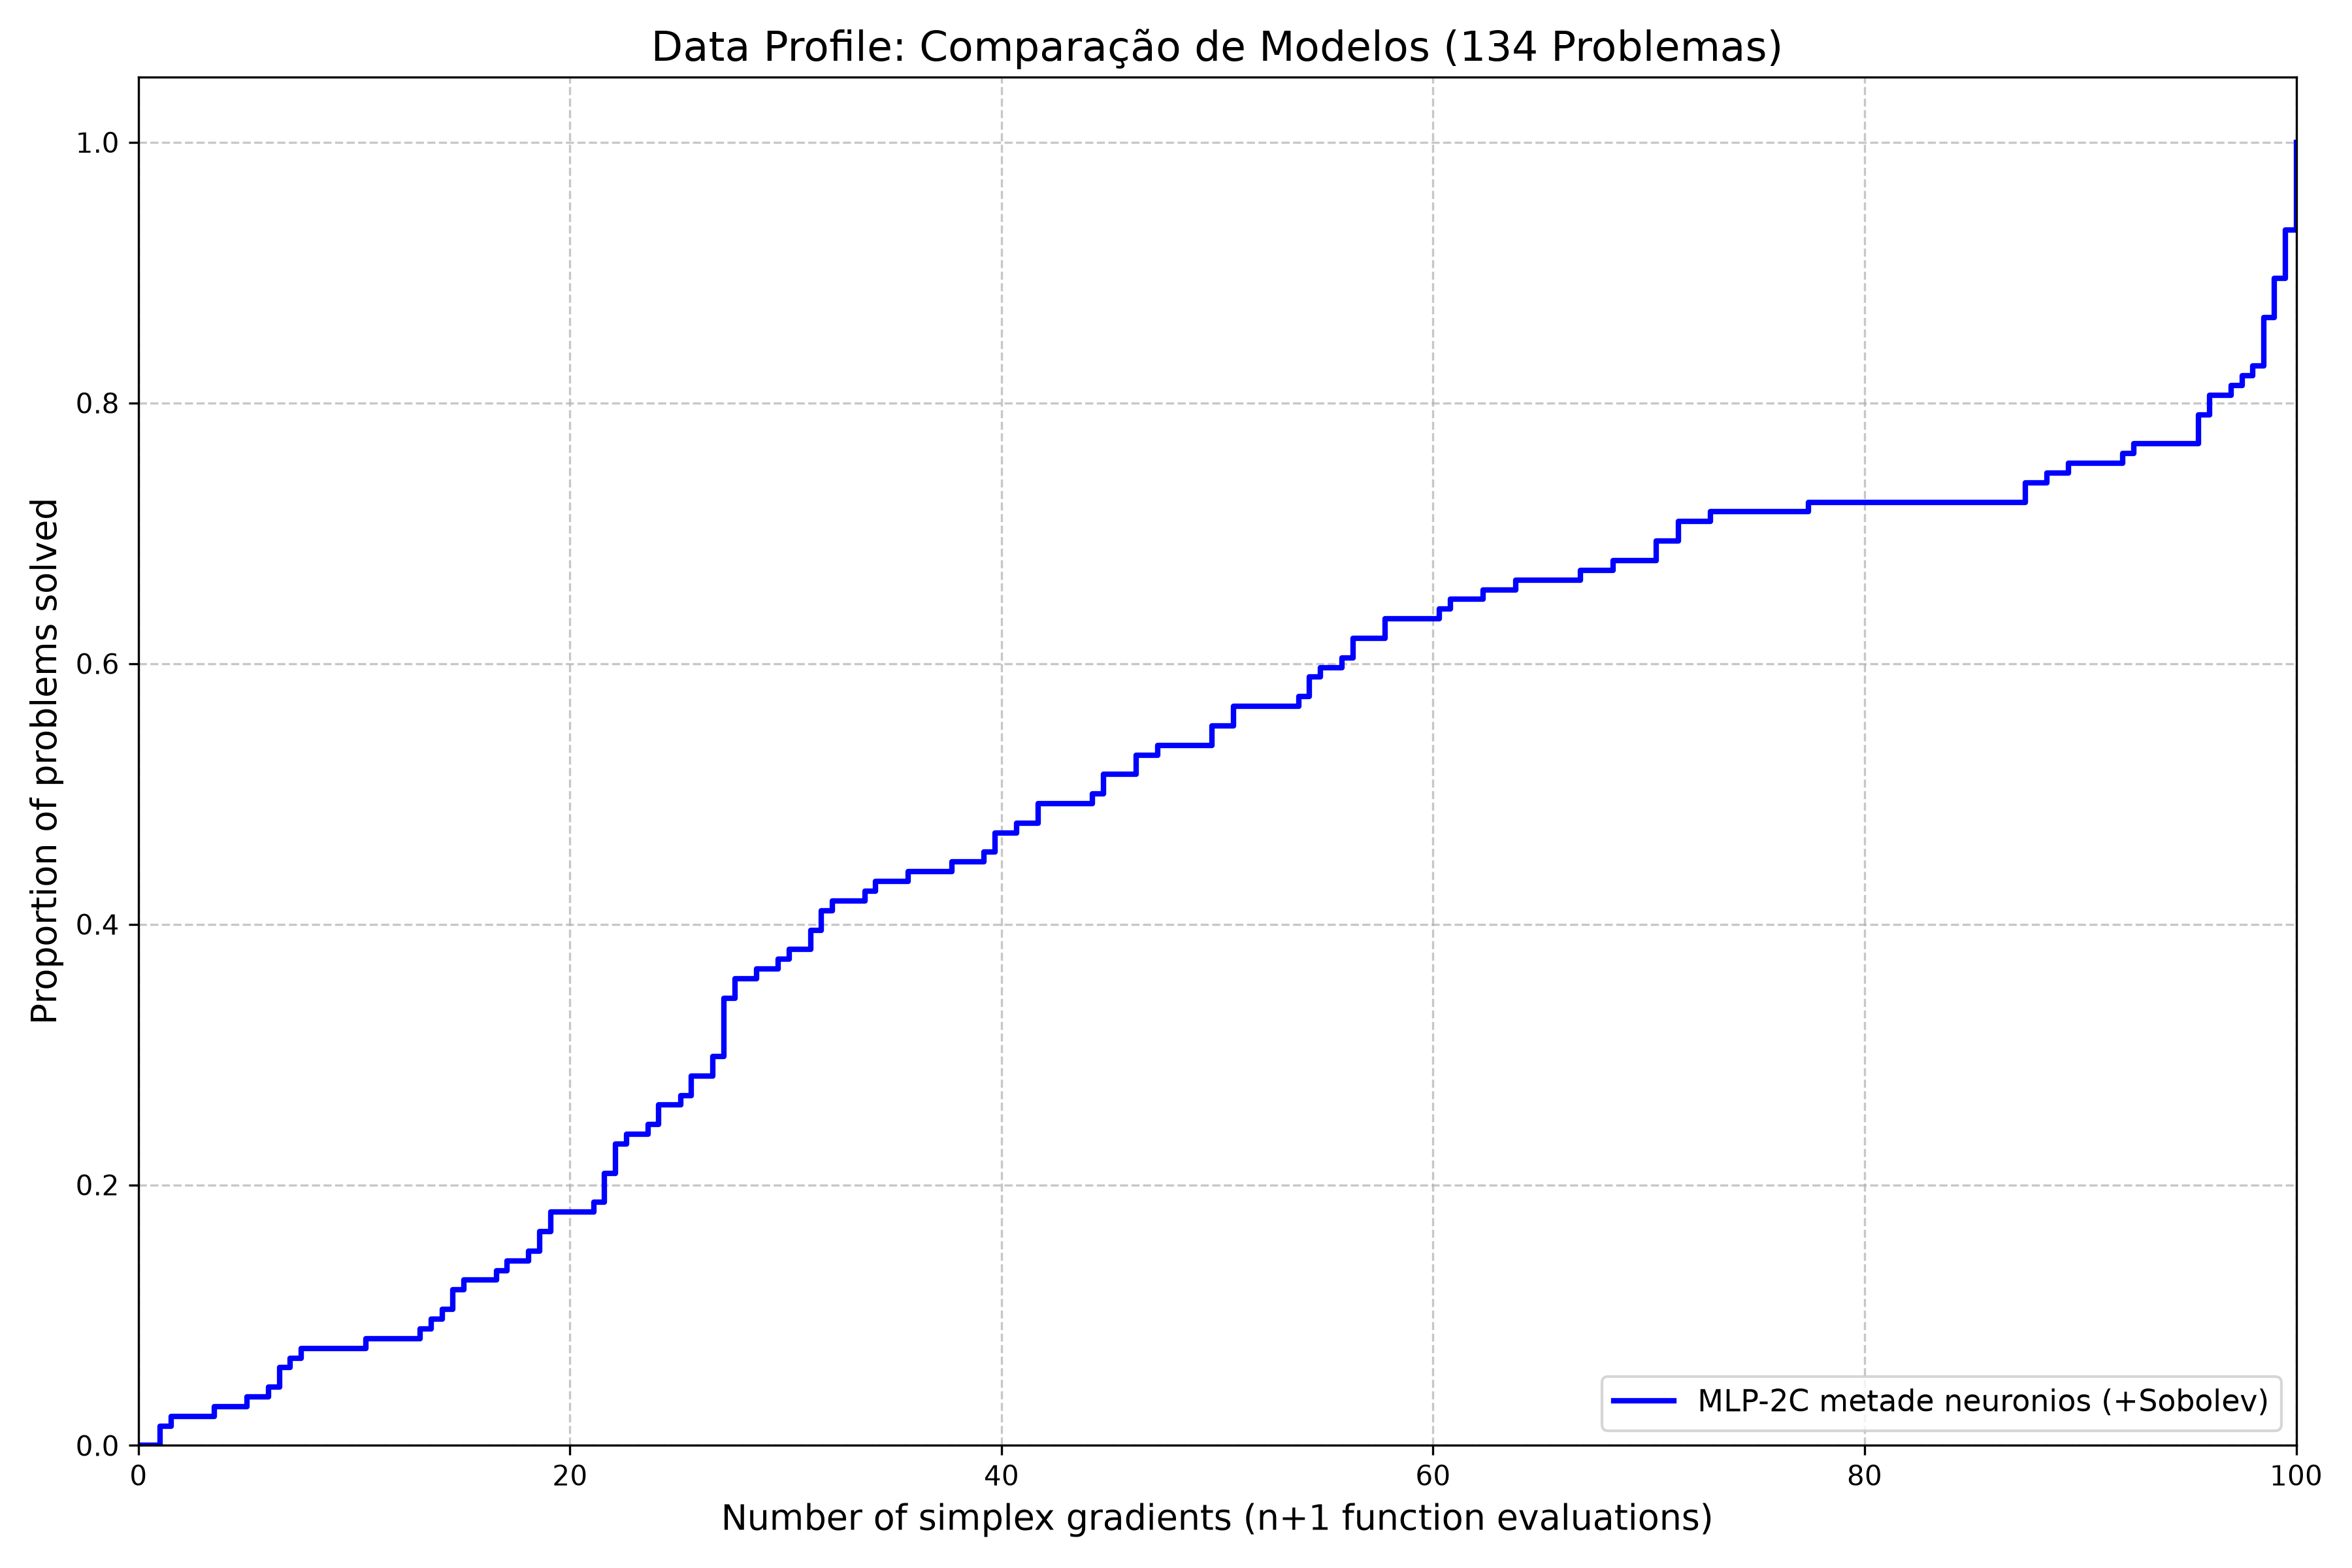 Data Profile: Comparação de Modelos (134 Problemas)
Proportion of problems solved
1.0
0.8
0.6
0.4
0.2
0.0
0 20 40 60 80 100
Number of simplex gradients (n+1 function evaluations)
MLP-2C metade neuronios (+Sobolev)